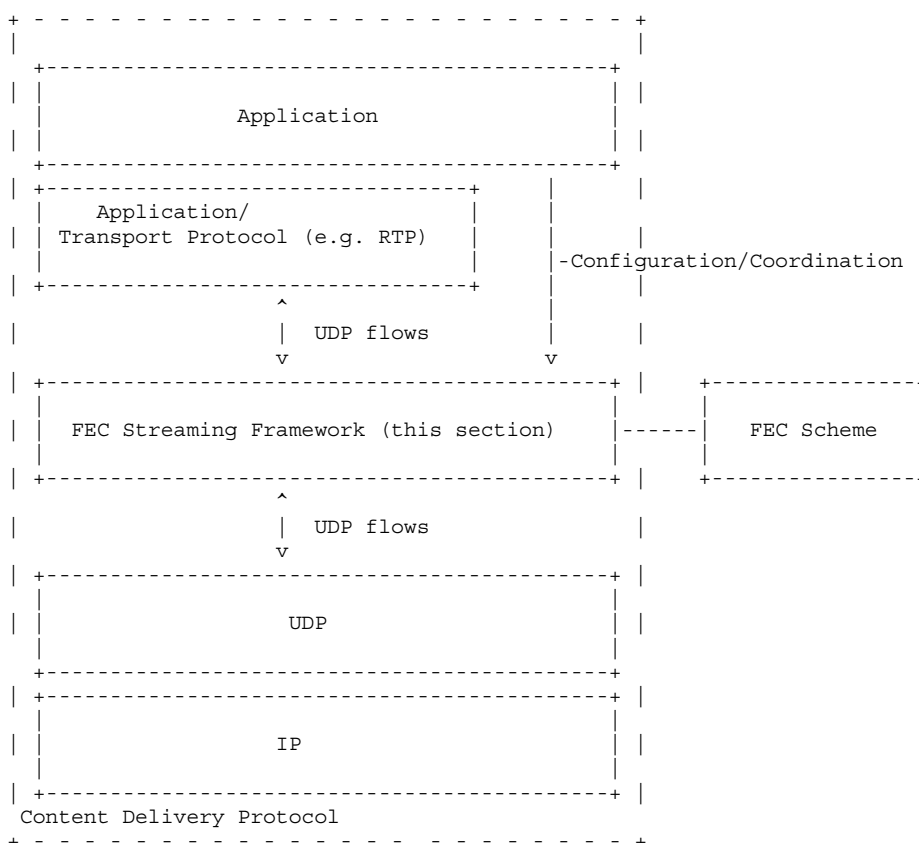 Application
Application/
Transport Protocol (e.g. RTP)
-Configuration/Coordination
UDP flows
FEC Streaming Framework (this section)
FEC Scheme
UDP flows
UDP
IP
Content Delivery Protocol